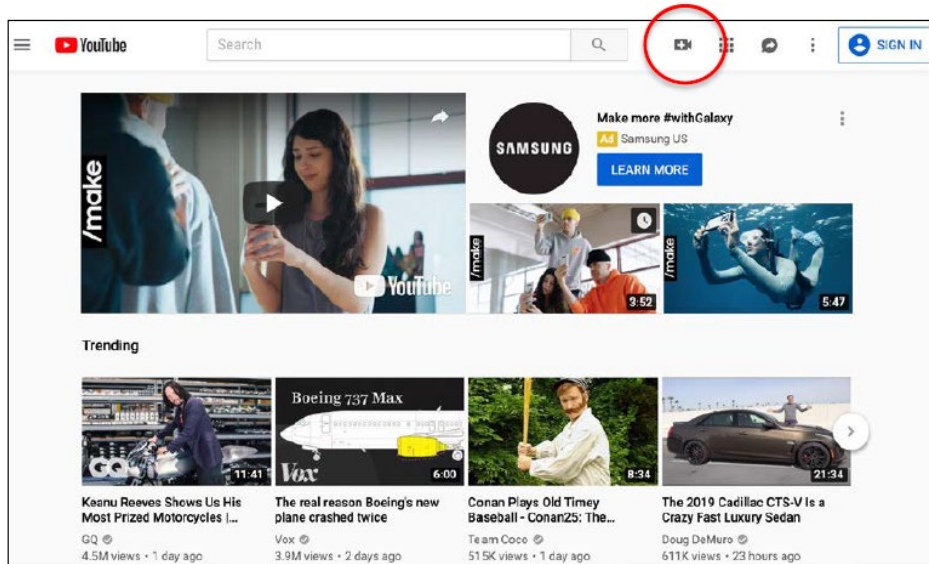 YouTube
Search
SIGN IN
/make
YouTube
SAMSUNG
Make more #withGalaxy
Ad Samsung US
LEARN MORE
/make
3:52
/make
5:47
Trending
GQ
11:41
Boeing 737 Max
Vox
6:00
8:34
21:34
Keanu Reeves Shows Us His
Most Prized Motorcycles |...
GQ
4.5M views • 1 day ago
The real reason Boeing's new
plane crashed twice
Vox
3.9M views • 2 days ago
Conan Plays Old Timey
Baseball - Conan25: The...
Team Coco
515K views • 1 day ago
The 2019 Cadillac CTS-V Is a
Crazy Fast Luxury Sedan
Doug DeMuro
611K views • 23 hours ago